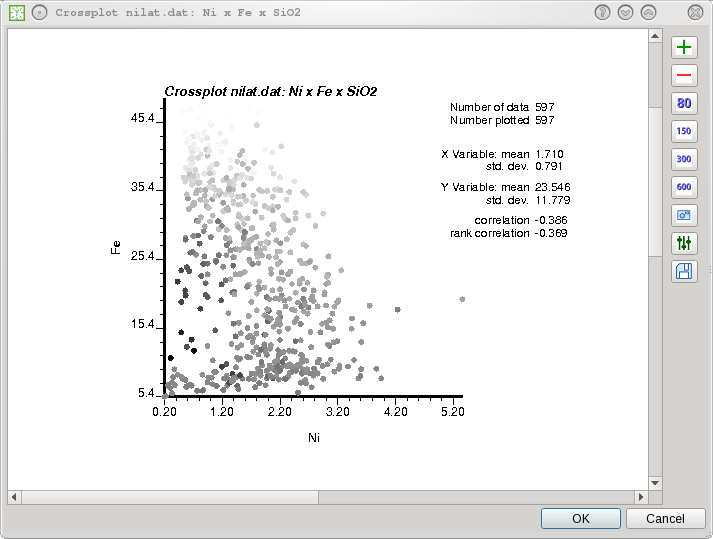 Crossplot nilat.dat: Ni x Fe x SiO2
Crossplot nilat.dat: Ni x Fe x SiO2
Number of data 597
Number plotted 597
X Variable: mean 1.710
std. dev. 0.791
Y Variable: mean 23.546
std. dev. 11.779
correlation -0.386
rank correlation -0.369
45.4
35.4
25.4
15.4
5.4
Fe
0.20 1.20 2.20 3.20 4.20 5.20
Ni
80
150
300
600
OK Cancel